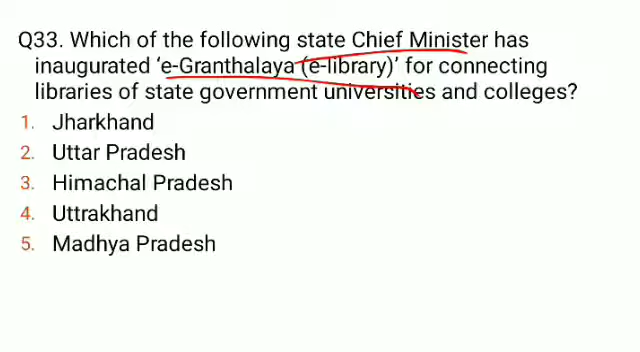 Q33. Which of the following state Chief Minister has
inaugurated ‘e-Granthalaya (e-library)’ for connecting
libraries of state government universities and colleges?
1. Jharkhand
2. Uttar Pradesh
3. Himachal Pradesh
4. Uttrakhand
5. Madhya Pradesh